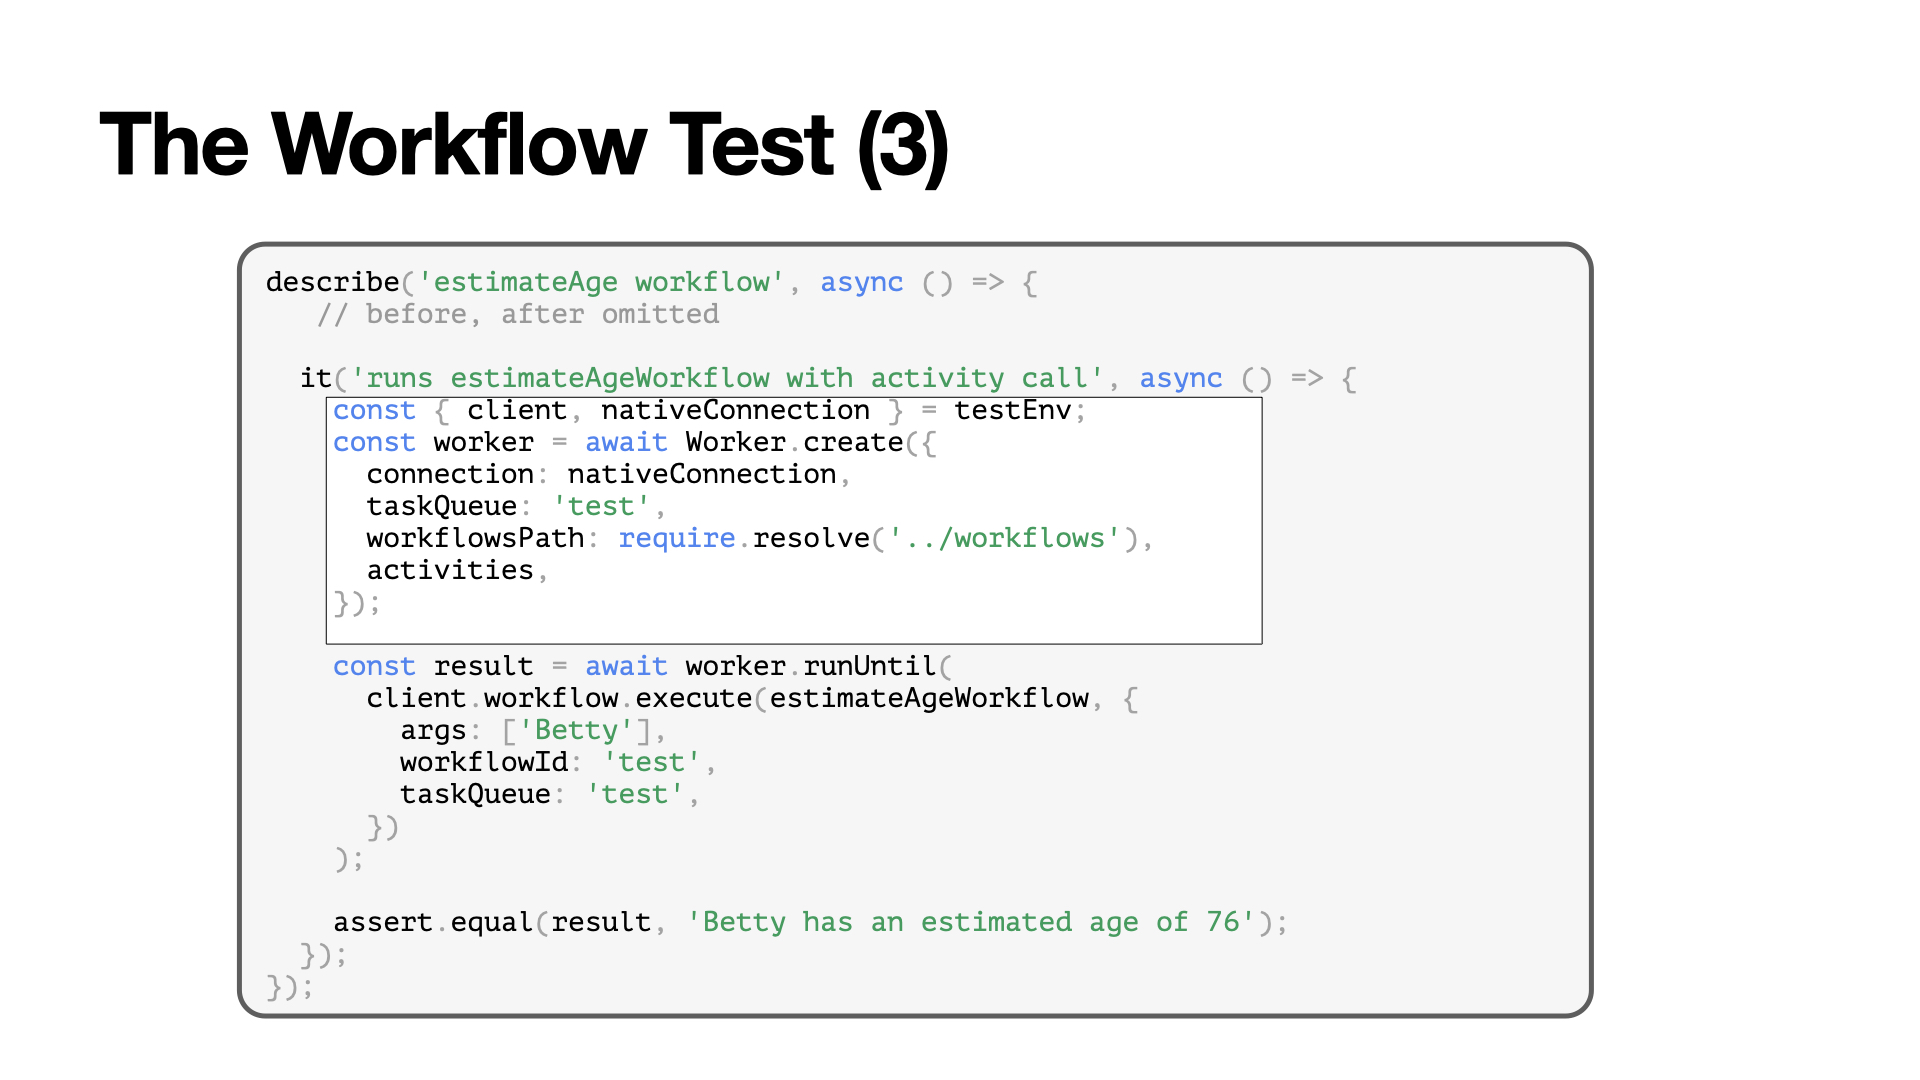 The Workflow Test (3)
describe('estimateAge workflow', async () => {
   // before, after omitted

  it('runs estimateAgeWorkflow with activity call', async () => {
    const { client, nativeConnection } = testEnv;
    const worker = await Worker.create({
      connection: nativeConnection,
      taskQueue: 'test',
      workflowsPath: require.resolve('../workflows'),
      activities,
    });

    const result = await worker.runUntil(
      client.workflow.execute(estimateAgeWorkflow, {
        args: ['Betty'],
        workflowId: 'test',
        taskQueue: 'test',
      })
    );

    assert.equal(result, 'Betty has an estimated age of 76');
  });
});